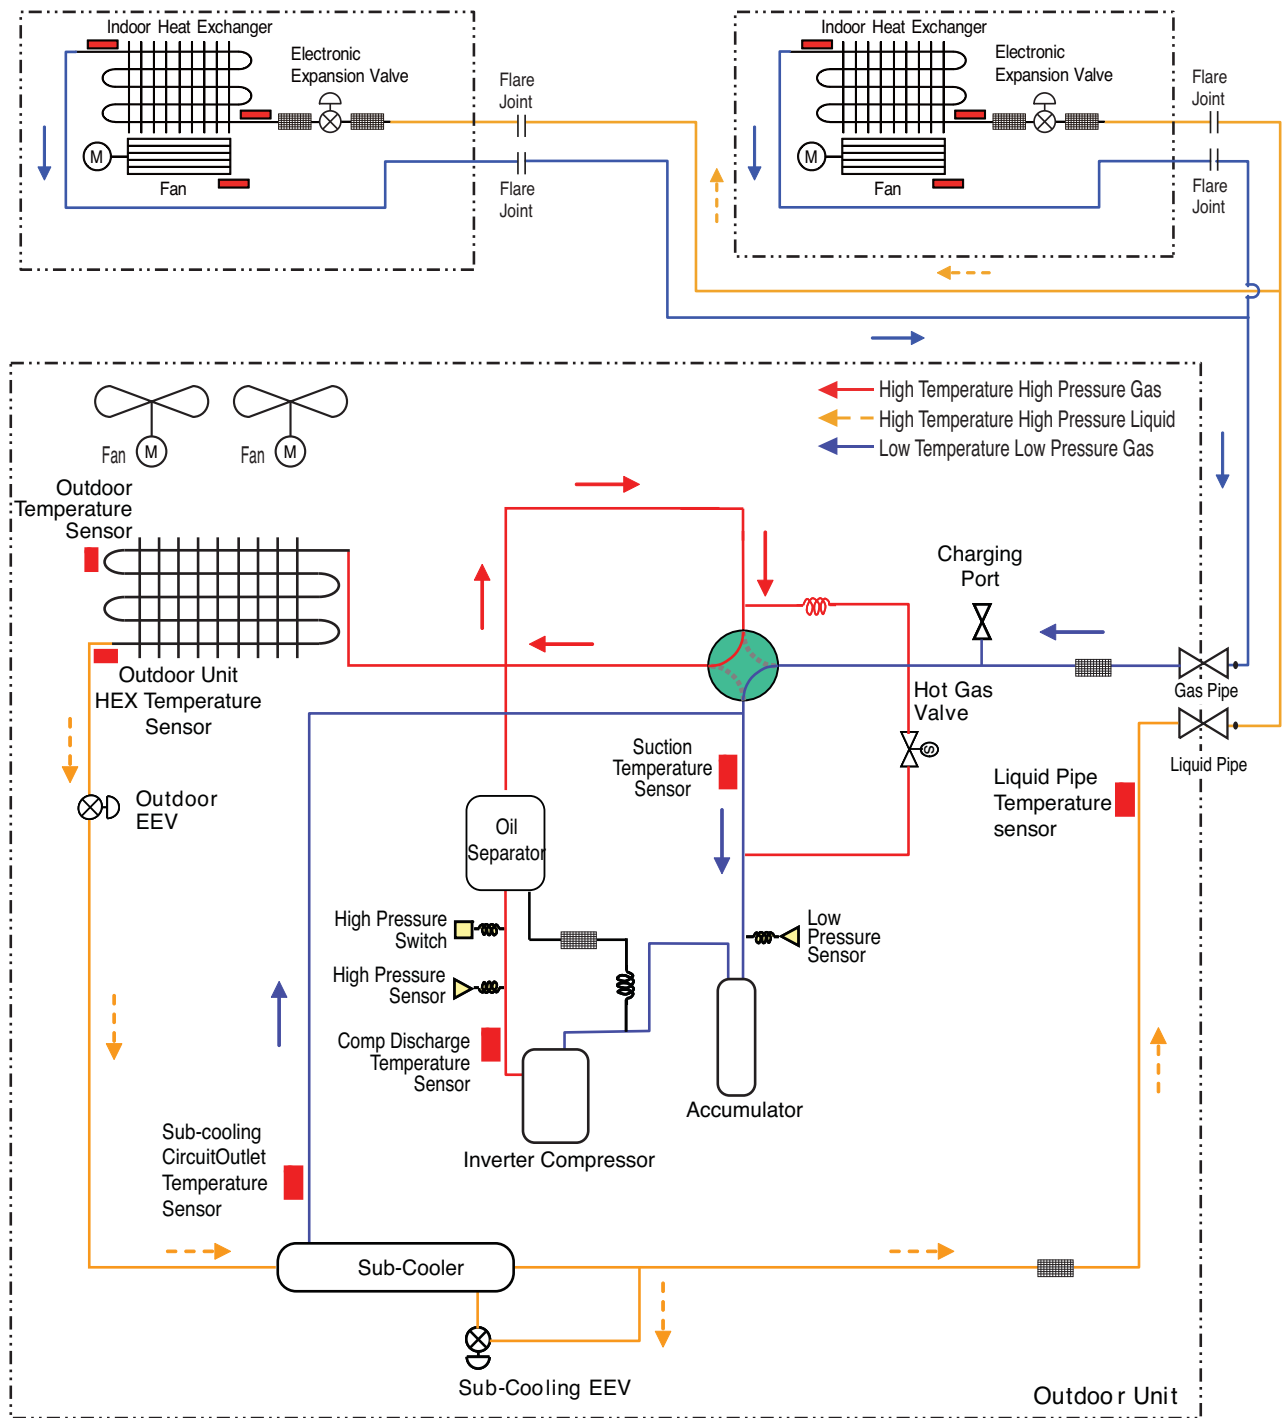 Indoor Heat Exchanger
Electronic
Expansion Valve
Flare
Joint
M
Fan
Flare
Joint
Indoor Heat Exchanger
Electronic
Expansion Valve
Flare
Joint
M
Fan
Flare
Joint
High Temperature High Pressure Gas
High Temperature High Pressure Liquid
Low Temperature Low Pressure Gas
Fan
M
Fan
M
Outdoor
Temperature
Sensor
Outdoor Unit
HEX Temperature
Sensor
Charging
Port
Gas Pipe
Hot Gas
Valve
S
Liquid Pipe
Suction
Temperature
Sensor
Liquid Pipe
Temperature
sensor
Outdoor
EEV
Oil
Separator
High Pressure
Switch
Low
Pressure
Sensor
High Pressure
Sensor
Comp Discharge
Temperature
Sensor
Accumulator
Inverter Compressor
Sub-cooling
CircuitOutlet
Temperature
Sensor
Sub-Cooler
Sub-Cooling EEV
Outdoor Unit